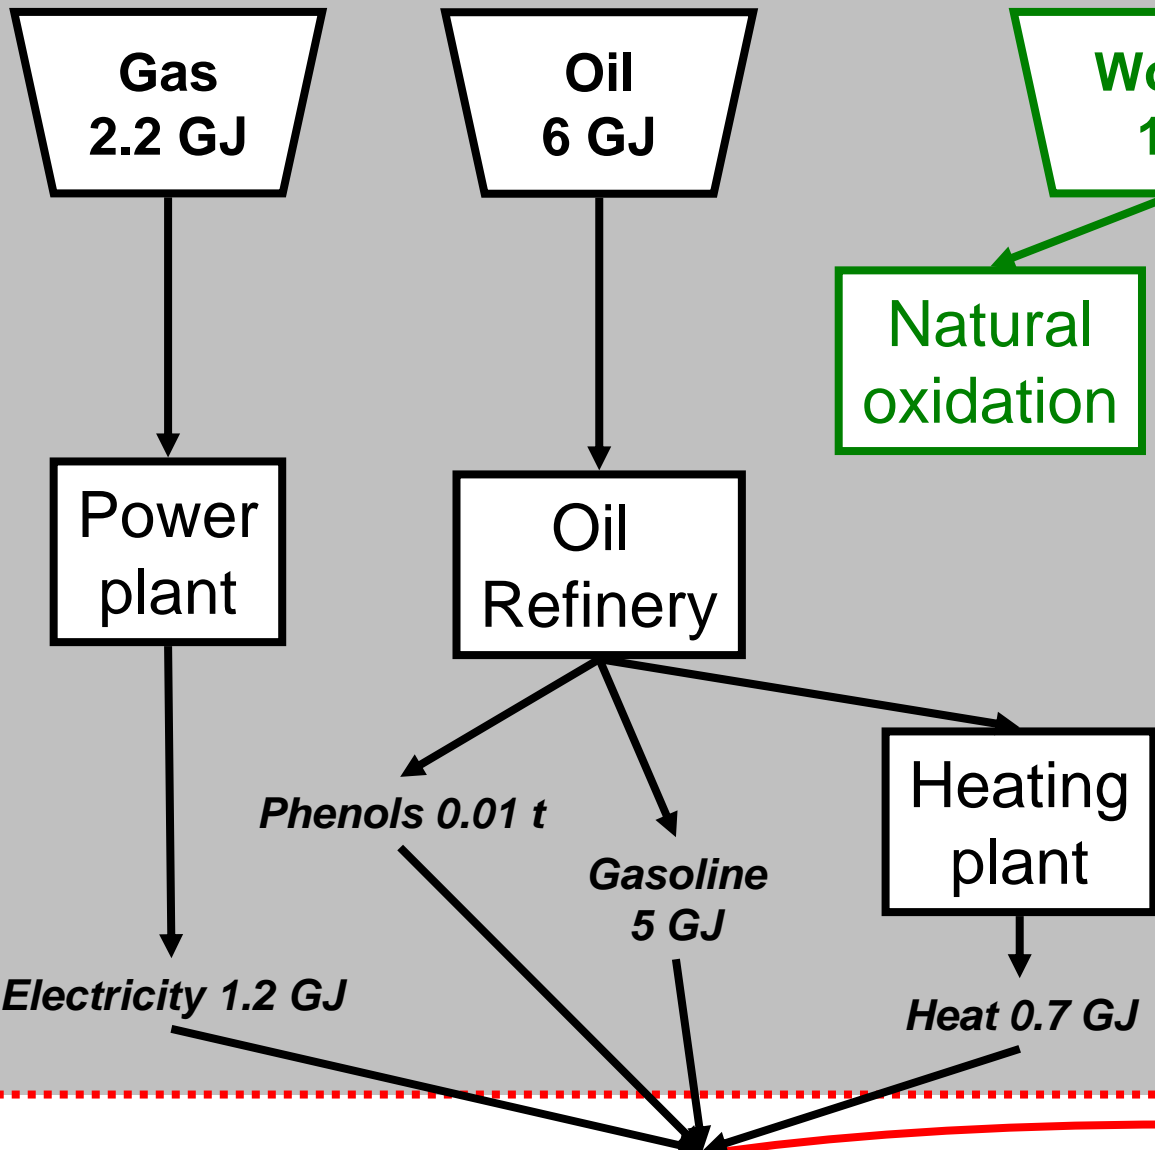 Gas
2.2 GJ
Oil
6 GJ
Natural
oxidation
Power
plant
Oil
Refinery
Phenols 0.01 t
Gasoline
5 GJ
Heating
plant
Electricity 1.2 GJ
Heat 0.7 GJ